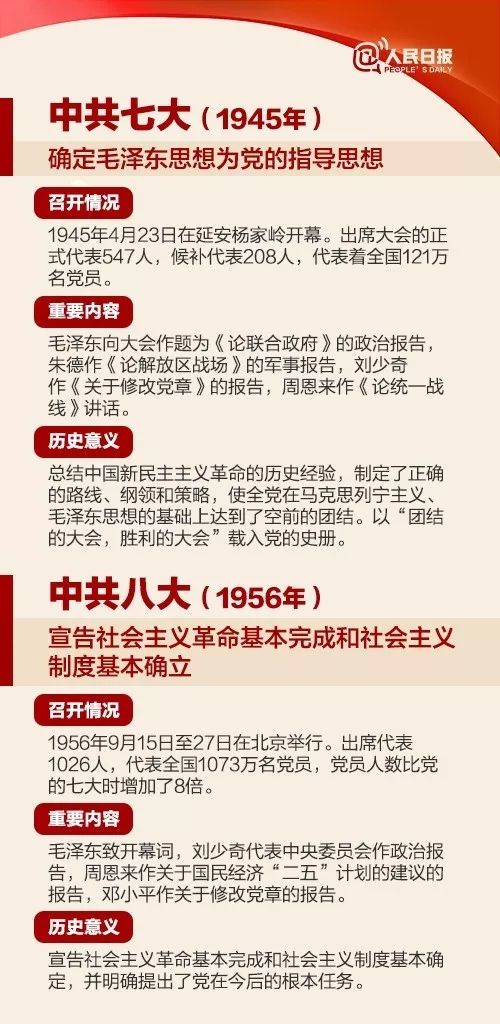 人民日报
PEOPLE'S DAILY
中共七大（1945年）
确定毛泽东思想为党的指导思想
召开情况
1945年4月23日在延安杨家岭开幕。出席大会的正
式代表547人，候补代表208人，代表着全国121万
名党员。
重要内容
毛泽东向大会作题为《论联合政府》的政治报告，
朱德作《论解放区战场》的军事报告，刘少奇
作《关于修改党章》的报告，周恩来作《论统一战
线》讲话。
历史意义
总结中国新民主主义革命的历史经验，制定了正确
的路线、纲领和策略，使全党在马克思列宁主义、
毛泽东思想的基础上达到了空前的团结。以“团结
的大会，胜利的大会”载入党的史册。
中共八大（1956年）
宣告社会主义革命基本完成和社会主义
制度基本确立
召开情况
1956年9月15日至27日在北京举行。出席代表
1026人，代表全国1073万名党员，党员人数比党
的七大时增加了8倍。
重要内容
毛泽东致开幕词，刘少奇代表中央委员会作政治报
告，周恩来作关于国民经济“二五”计划的建议的
报告，邓小平作关于修改党章的报告。
历史意义
宣告社会主义革命基本完成和社会主义制度基本确
定，并明确提出了党在今后的根本任务。